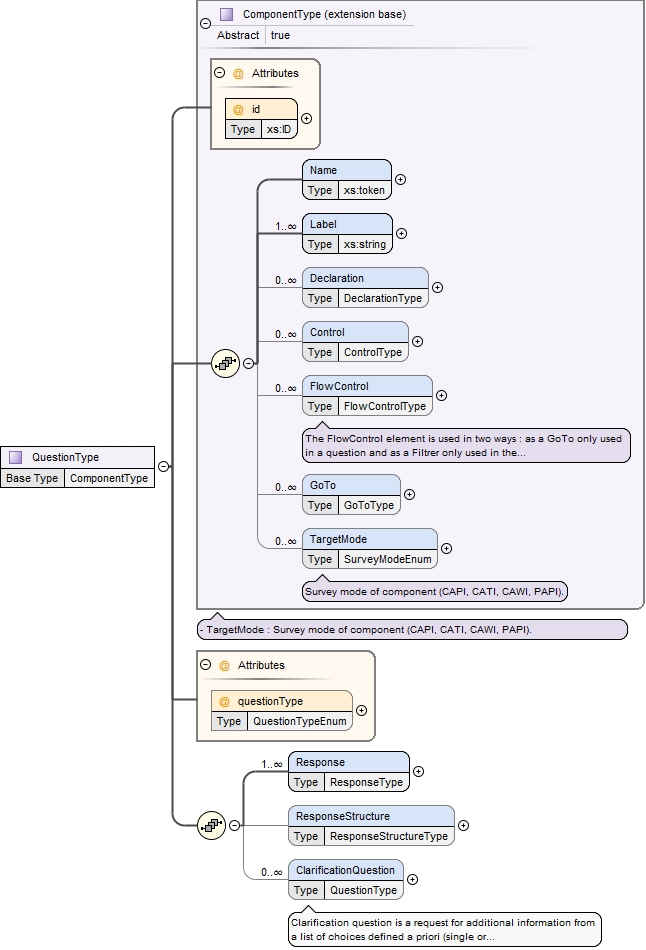 ComponentType (extension base)
Abstract true
@ Attributes
@ id
Type xs:ID
Name
Type xs:token
1..∞ Label
Type xs:string
0..∞ Declaration
Type DeclarationType
0..∞ Control
Type ControlType
0..∞ FlowControl
Type FlowControlType
The FlowControl element is used in two ways : as a GoTo only used
in a question and as a Filtrer only used in the...
QuestionType
Base Type ComponentType
0..∞ GoTo
Type GoToType
0..∞ TargetMode
Type SurveyModeEnum
Survey mode of component (CAPI, CATI, CAWI, PAPI).
- TargetMode : Survey mode of component (CAPI, CATI, CAWI, PAPI).
@ Attributes
@ questionType
Type QuestionTypeEnum
1..∞ Response
Type ResponseType
ResponseStructure
Type ResponseStructureType
0..∞ ClarificationQuestion
Type QuestionType
Clarification question is a request for additional information from
a list of choices defined a priori (single or...